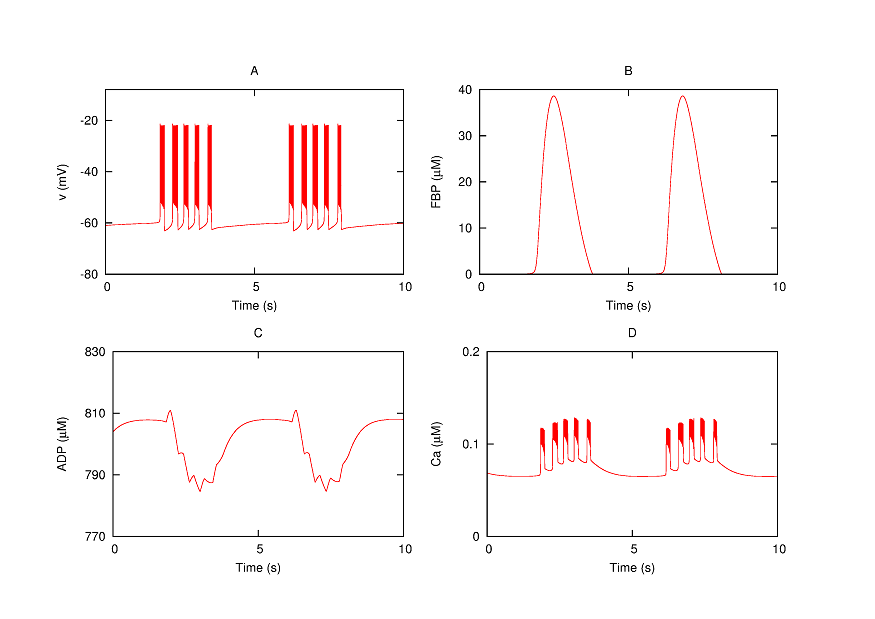 A
-20
-40
-60
-80
v (mV)
0 5 10
Time (s)
B
40
30
20
10
0
FBP (μM)
0 5 10
Time (s)
C
830
810
790
770
ADP (μM)
0 5 10
Time (s)
D
0.2
0.1
0
Ca (μM)
0 5 10
Time (s)